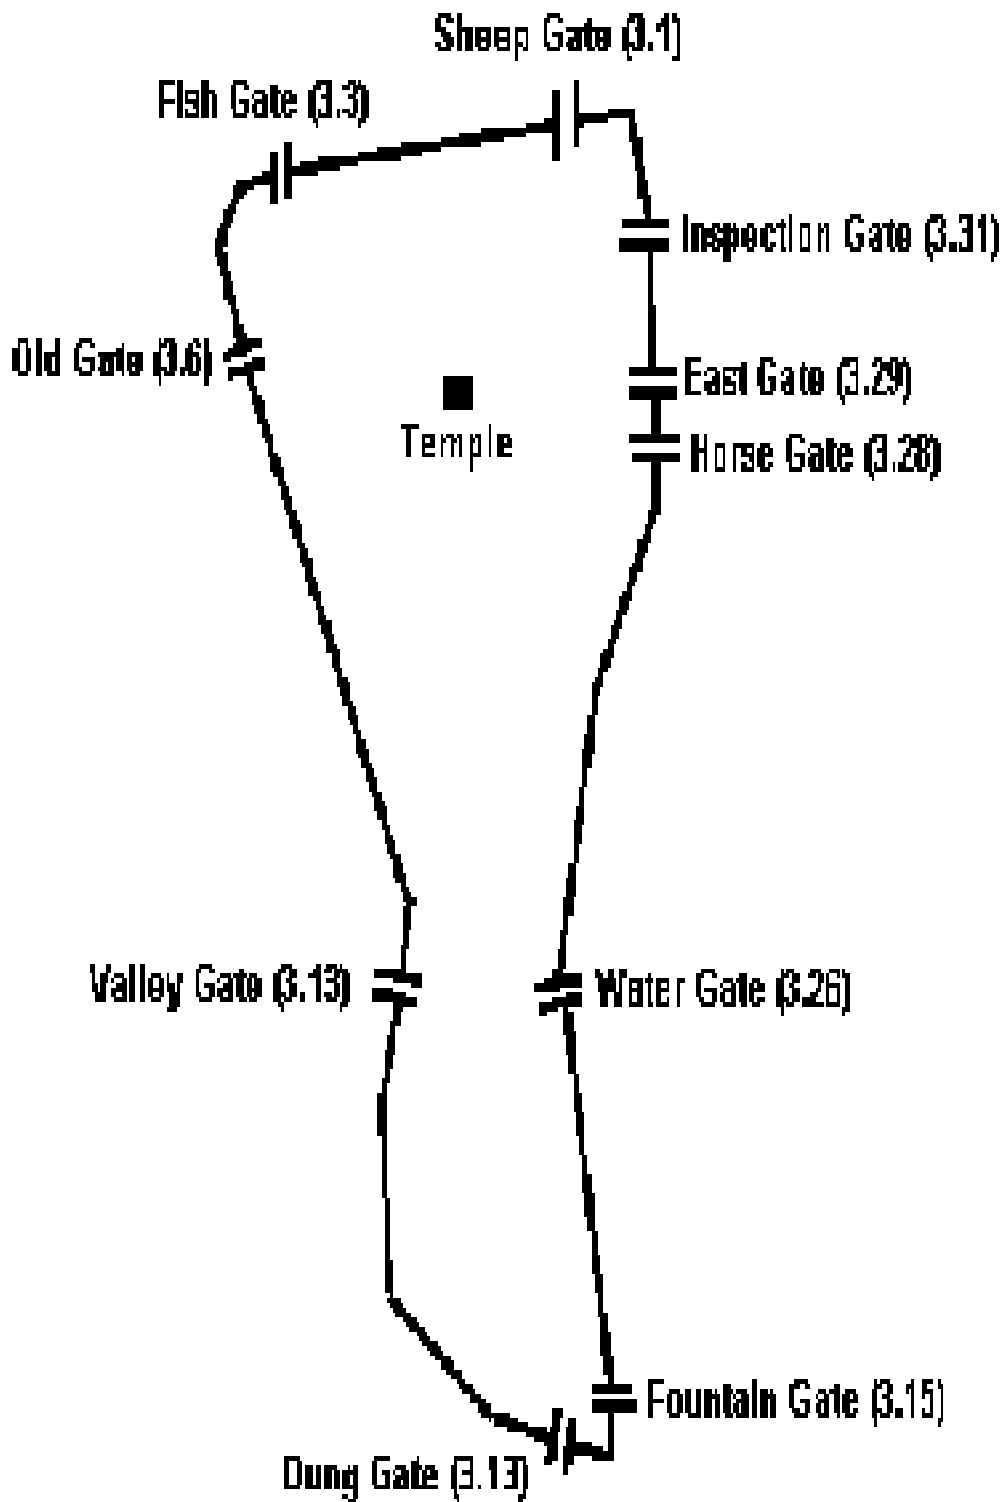 Sheep Gate (3.1)
Fish Gate (3.3)
Inspection Gate (3.31)
Old Gate (3.6)
East Gate (3.29)
Temple
Horse Gate (3.28)
Valley Gate (3.13)
Water Gate (3.26)
Fountain Gate (3.15)
Dung Gate (3.13)